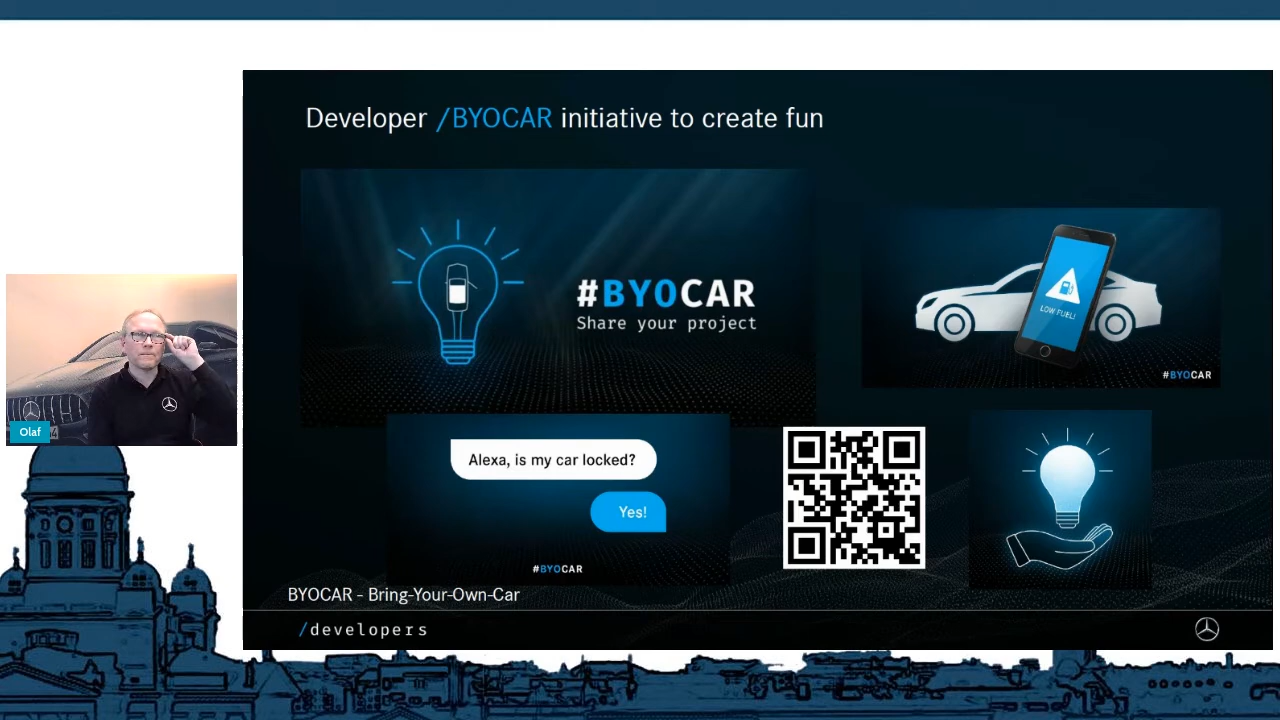 Developer /BYOCAR initiative to create fun
#BYOCAR
Share your project
LOW FUEL!
#BYOCAR
Olaf
Alexa, is my car locked?
Yes!
#BYOCAR
BYOCAR - Bring-Your-Own-Car
/developers